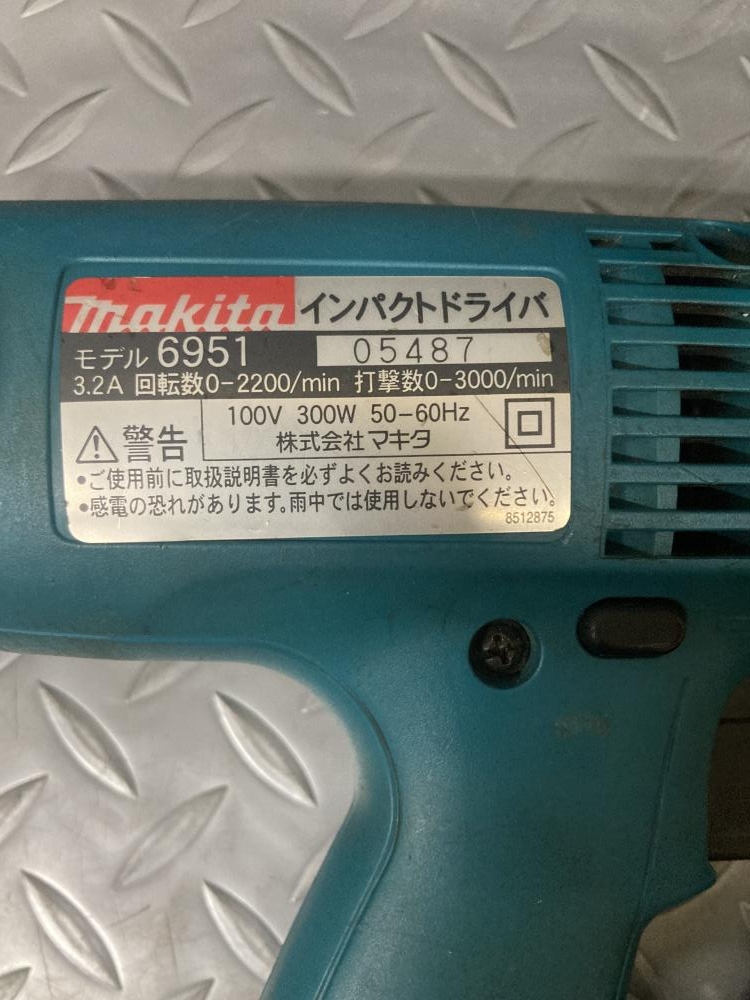 makita インパクトドライバ
モデル 6951 05487
3.2A 回転数0-2200/min 打撃数0-3000/min
100V 300W 50-60Hz
株式会社マキタ
警告
•ご使用前に取扱説明書を必ずよくお読みください。
•感電の恐れがあります。雨中では使用しないでください。
8512875